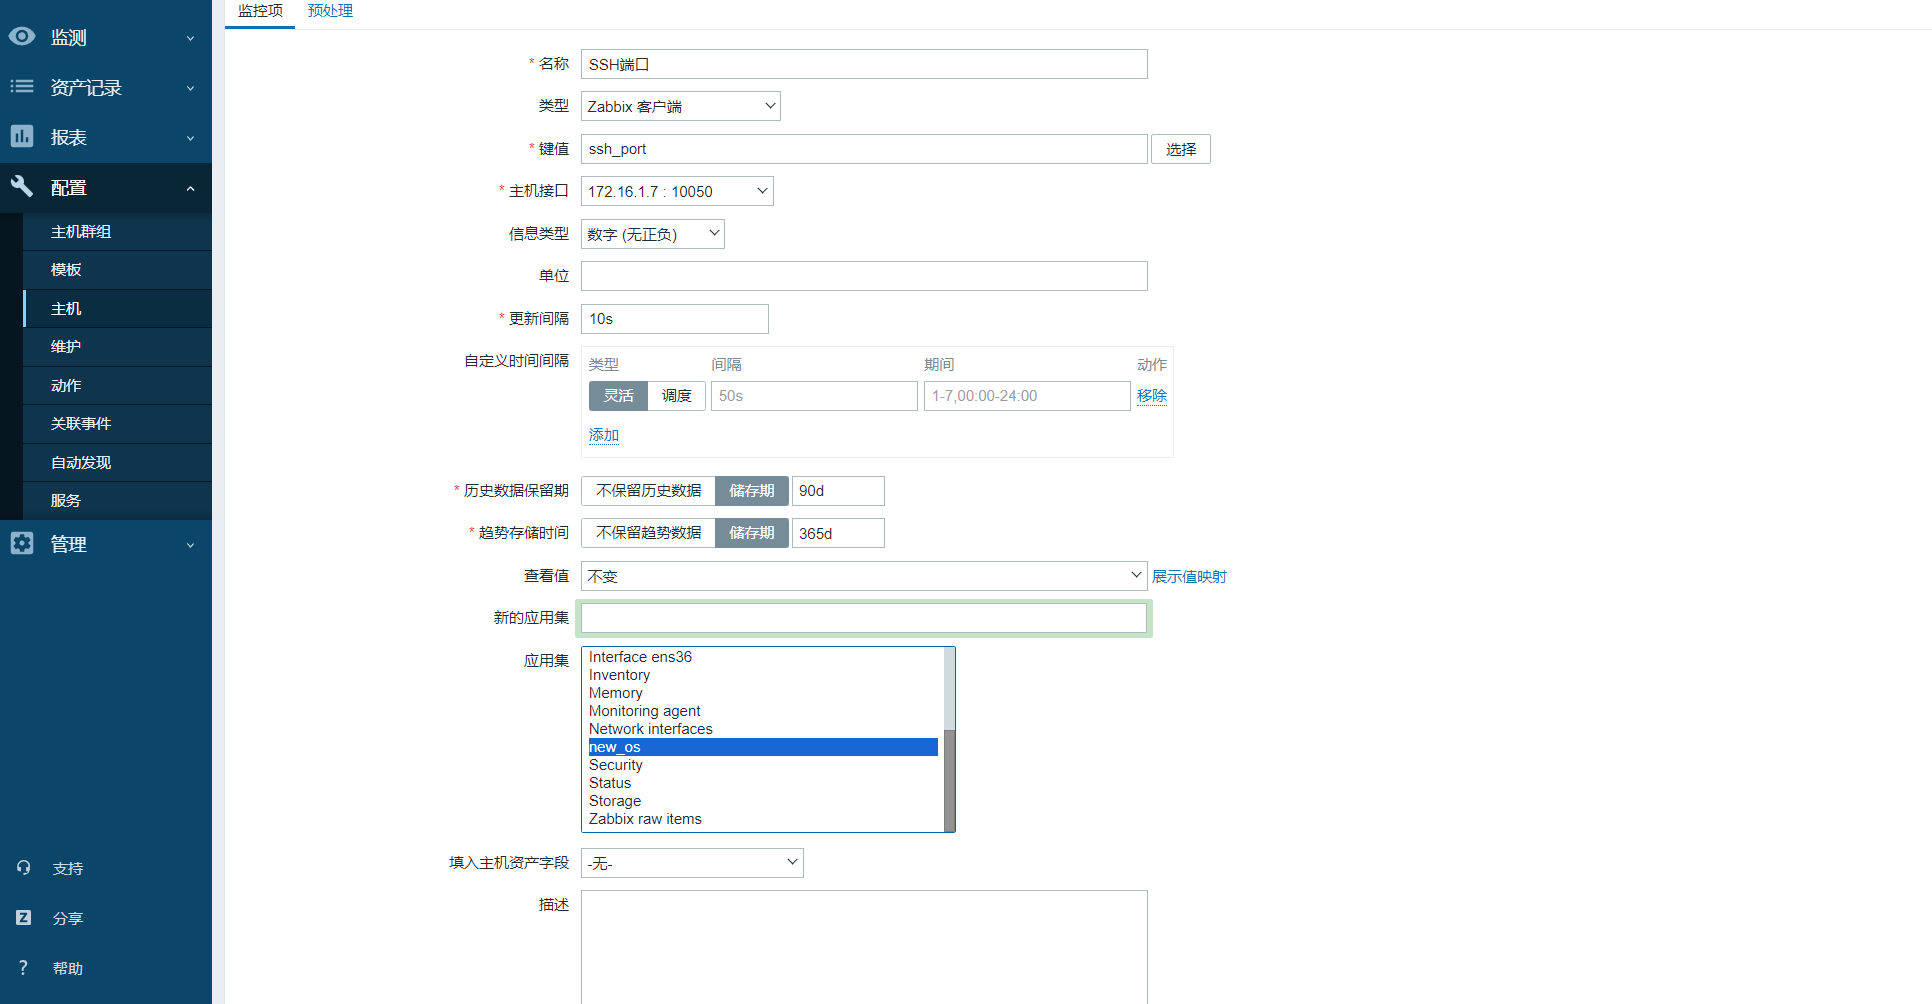 监控项 预处理
监测
资产记录
报表
配置
主机群组
模板
主机
维护
动作
关联事件
自动发现
服务
管理
支持
Z 分享
? 帮助
* 名称 SSH端口
类型 Zabbix 客户端
* 键值 ssh_port 选择
* 主机接口 172.16.1.7 : 10050
信息类型 数字 (无正负)
单位
* 更新间隔 10s
自定义时间间隔 类型 间隔 期间 动作
灵活 调度 50s 1-7,00:00-24:00 移除
添加
* 历史数据保留期 不保留历史数据 储存期 90d
* 趋势存储时间 不保留趋势数据 储存期 365d
查看值 不变 展示值映射
新的应用集
应用集 Interface ens36
Inventory
Memory
Monitoring agent
Network interfaces
new_os
Security
Status
Storage
Zabbix raw items
填入主机资产字段 -无-
描述